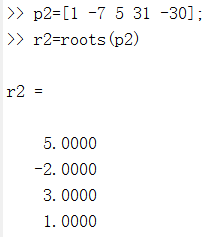 >> p2=[1 -7 5 31 -30];
>> r2=roots(p2)
r2 =
5.0000
-2.0000
3.0000
1.0000